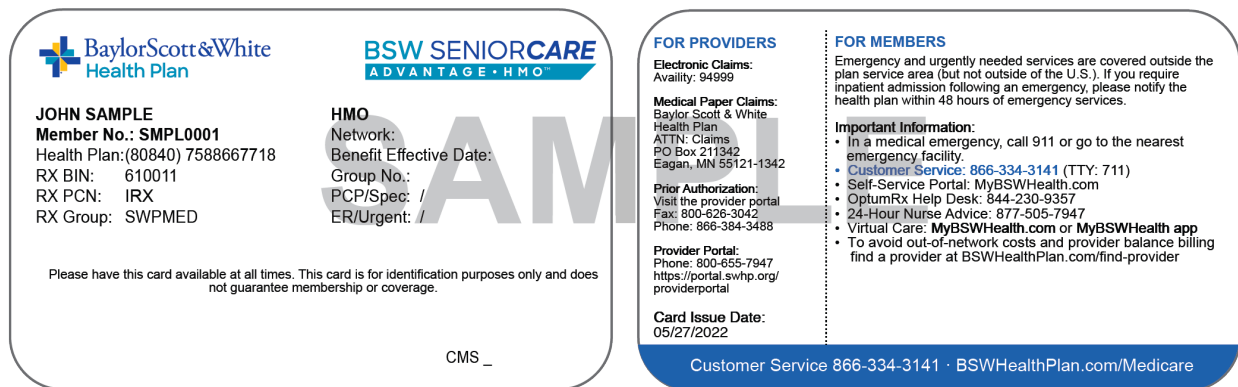 BaylorScott&White
Health Plan
BSW SENIORCARE
ADVANTAGE • HMO™
JOHN SAMPLE
Member No.: SMPL0001
Health Plan:(80840) 7588667718
RX BIN: 610011
RX PCN: IRX
RX Group: SWPMED
HMO
Network:
Benefit Effective Date:
Group No.:
PCP/Spec: /
ER/Urgent: /
Please have this card available at all times. This card is for identification purposes only and does
not guarantee membership or coverage.
CMS _
SAMPLE
FOR PROVIDERS
Electronic Claims:
Availity: 94999
Medical Paper Claims:
Baylor Scott & White
Health Plan
ATTN: Claims
PO Box 211342
Eagan, MN 55121-1342
Prior Authorization:
Visit the provider portal
Fax: 800-626-3042
Phone: 866-384-3488
Provider Portal:
Phone: 800-655-7947
https://portal.swhp.org/
providerportal
Card Issue Date:
05/27/2022
FOR MEMBERS
Emergency and urgently needed services are covered outside the
plan service area (but not outside of the U.S.). If you require
inpatient admission following an emergency, please notify the
health plan within 48 hours of emergency services.
Important Information:
• In a medical emergency, call 911 or go to the nearest
emergency facility.
• Customer Service: 866-334-3141 (TTY: 711)
• Self-Service Portal: MyBSWHealth.com
• OptumRx Help Desk: 844-230-9357
• 24-Hour Nurse Advice: 877-505-7947
• Virtual Care: MyBSWHealth.com or MyBSWHealth app
• To avoid out-of-network costs and provider balance billing
find a provider at BSWHealthPlan.com/find-provider
Customer Service 866-334-3141 · BSWHealthPlan.com/Medicare